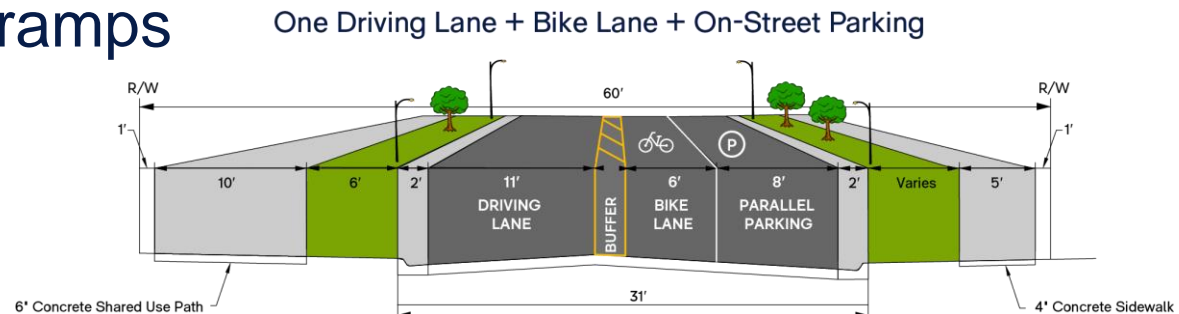 ramps
One Driving Lane + Bike Lane + On-Street Parking
R/W
60'
R/W
1'
1'
P
10'
6'
2'
11'
6'
8'
2'
Varies
5'
DRIVING
LANE
BUFFER
BIKE
LANE
PARALLEL
PARKING
31'
6" Concrete Shared Use Path
4" Concrete Sidewalk